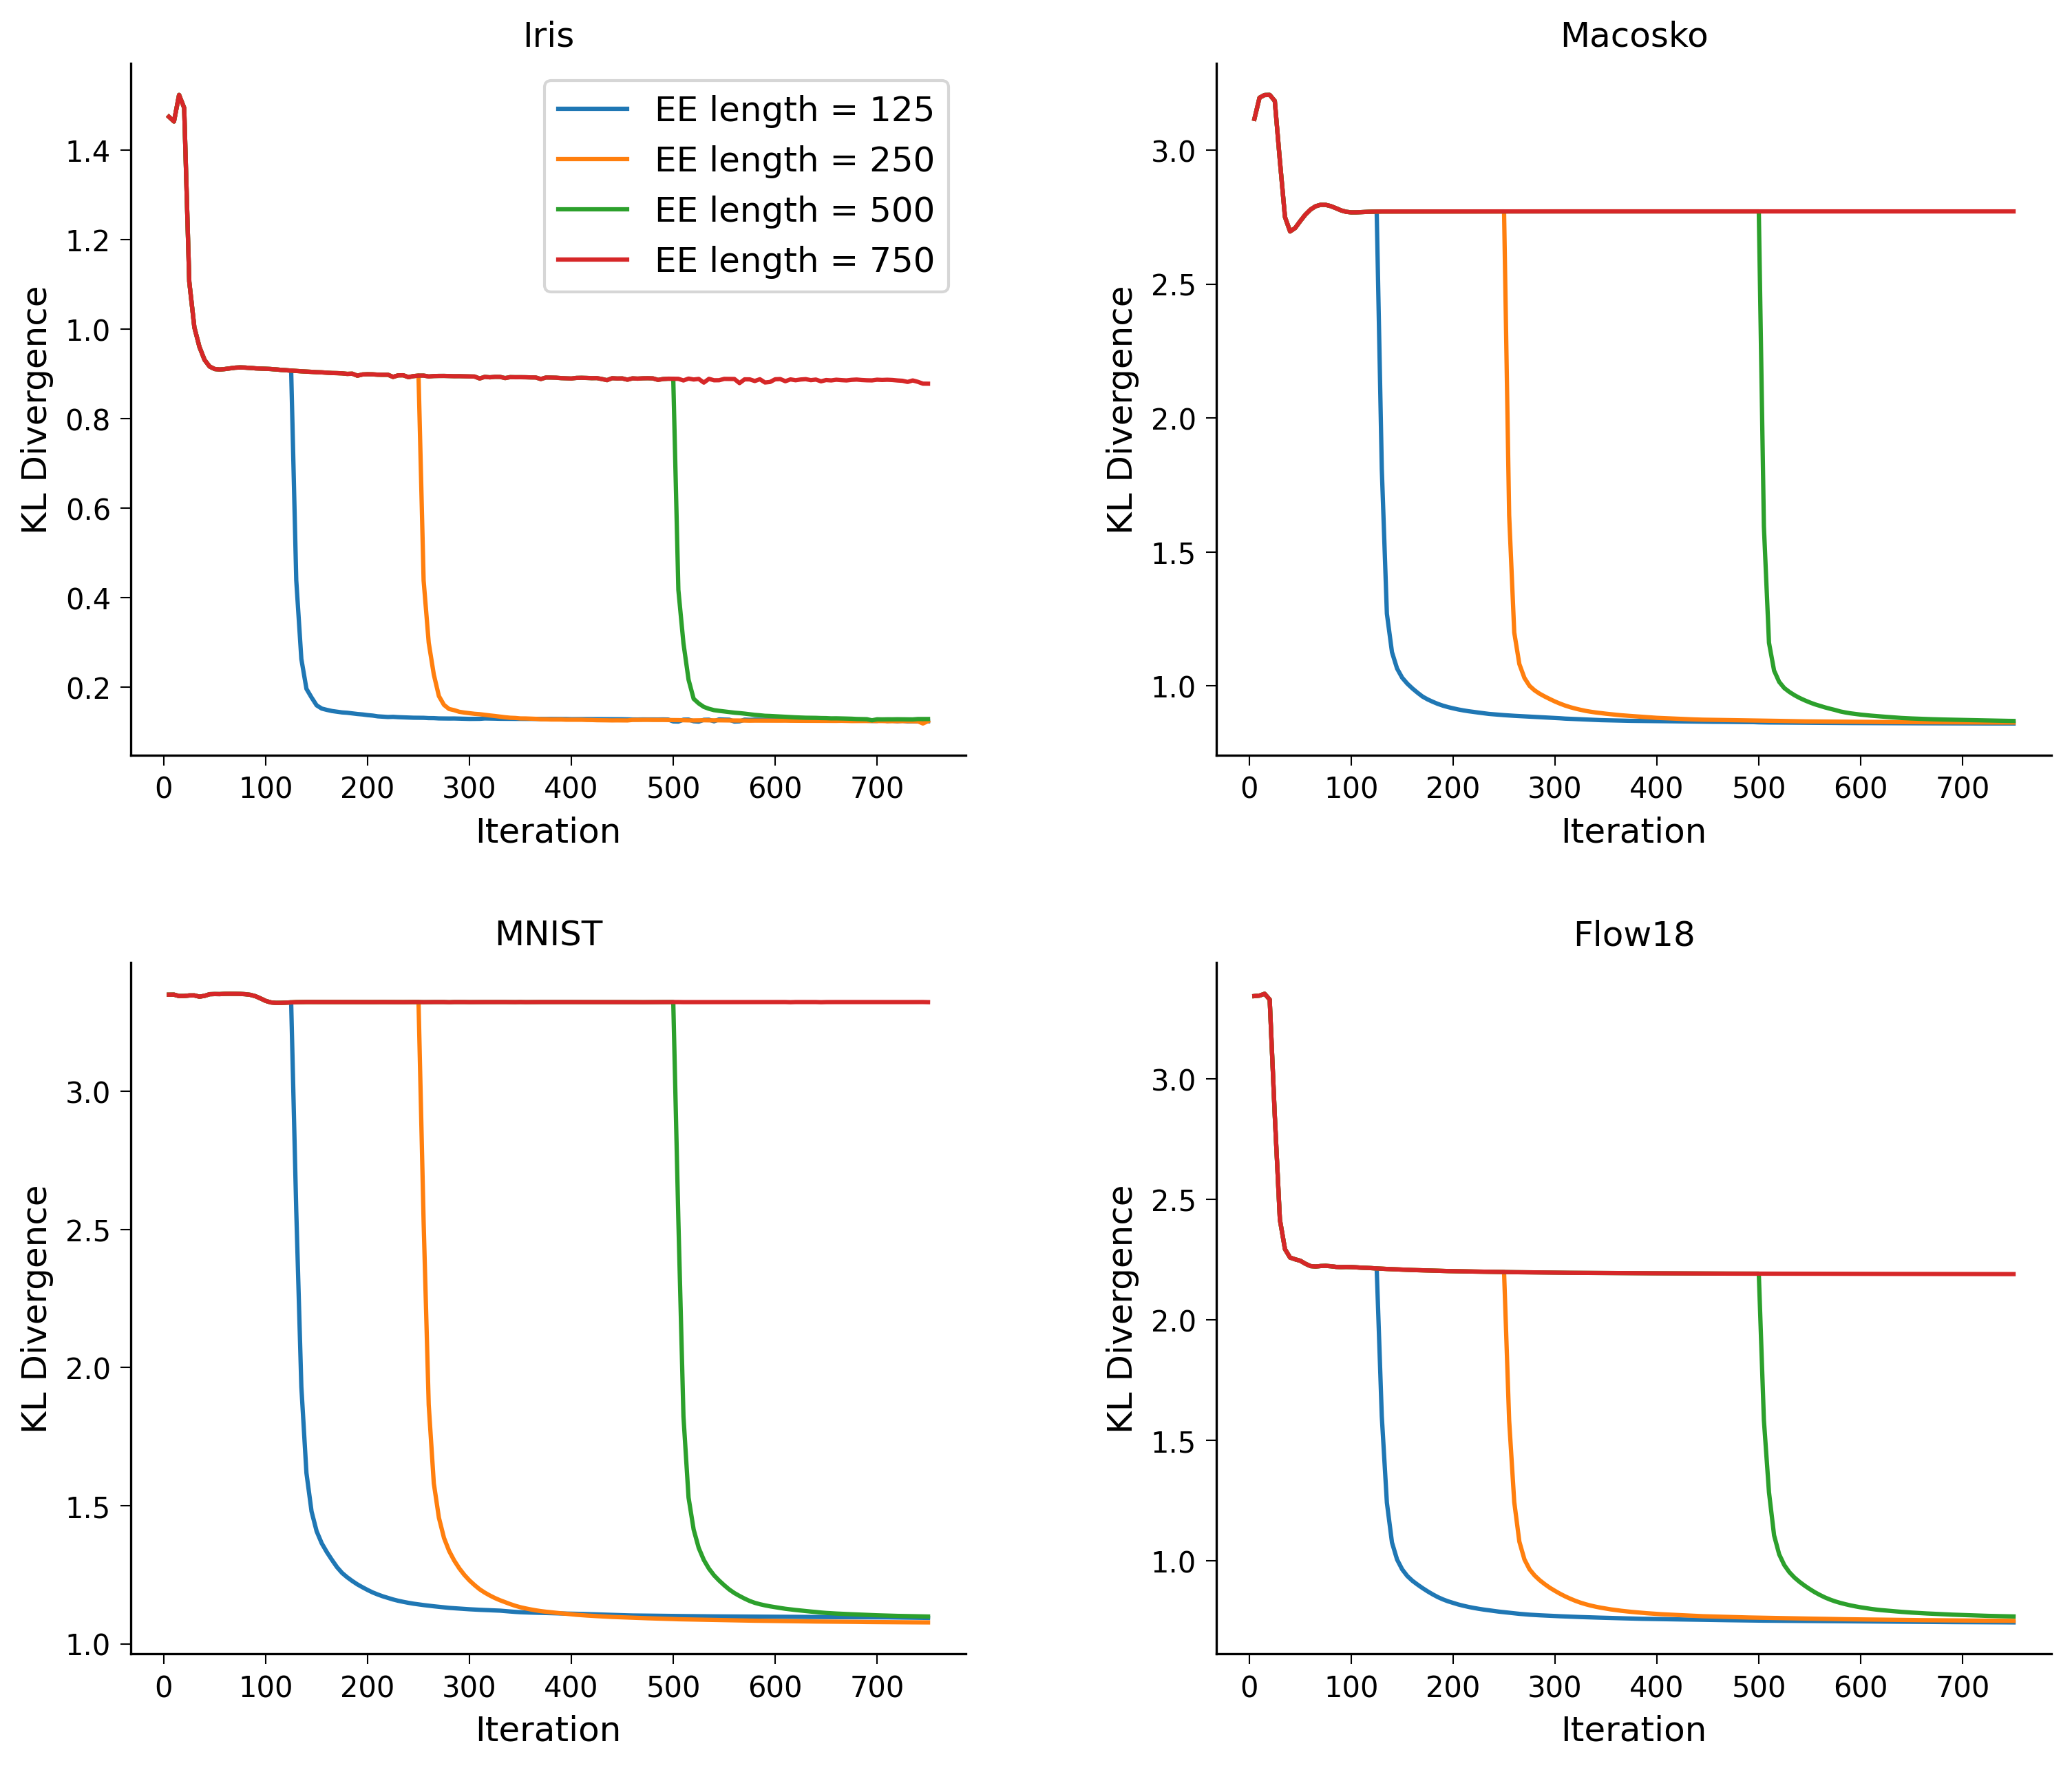 Iris
1.4
1.2
1.0
0.8
0.6
0.4
0.2
KL Divergence
EE length = 125
EE length = 250
EE length = 500
EE length = 750
0 100 200 300 400 500 600 700
Iteration
Macosko
3.0
2.5
2.0
1.5
1.0
KL Divergence
0 100 200 300 400 500 600 700
Iteration
MNIST
3.0
2.5
2.0
1.5
1.0
KL Divergence
0 100 200 300 400 500 600 700
Iteration
Flow18
3.0
2.5
2.0
1.5
1.0
KL Divergence
0 100 200 300 400 500 600 700
Iteration